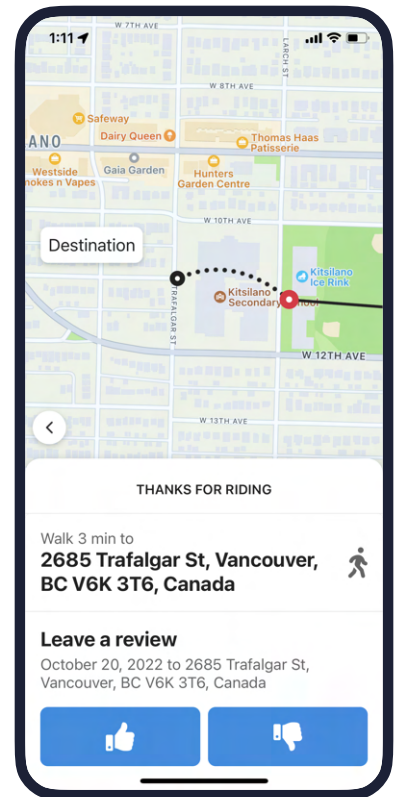 1:11
W 7TH AVE
LARCH ST
W 8TH AVE
Safeway
Dairy Queen
Thomas Haas
Patisserie
ANO
Westside
okes n Vapes
Gaia Garden
Hunters
Garden Centre
W 10TH AVE
Destination
Kitsilano
Ice Rink
Kitsilano
Secondary School
TRAFALGAR ST
W 12TH AVE
W 13TH AVE
THANKS FOR RIDING
Walk 3 min to
2685 Trafalgar St, Vancouver,
BC V6K 3T6, Canada
Leave a review
October 20, 2022 to 2685 Trafalgar St,
Vancouver, BC V6K 3T6, Canada